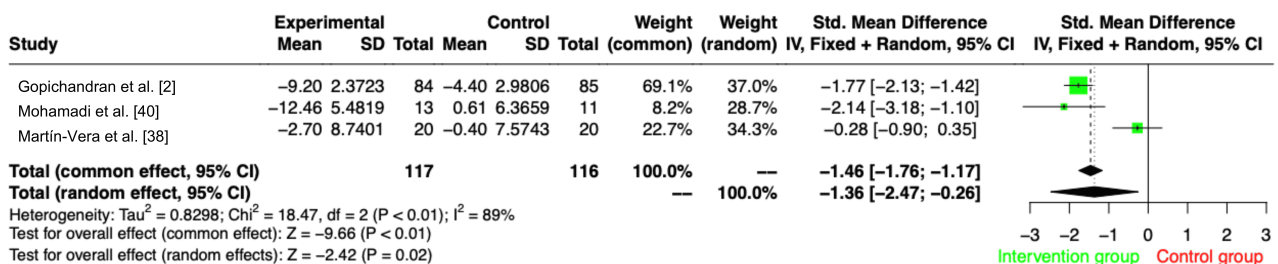 Experimental Control Weight Weight Std. Mean Difference Std. Mean Difference
Study Mean SD Total Mean SD Total (common) (random) IV, Fixed + Random, 95% CI IV, Fixed + Random, 95% CI
Gopichandran et al. [2] −9.20 2.3723 84 −4.40 2.9806 85 69.1% 37.0% −1.77 [−2.13; −1.42]
Mohamadi et al. [40] −12.46 5.4819 13 0.61 6.3659 11 8.2% 28.7% −2.14 [−3.18; −1.10]
Martín-Vera et al. [38] −2.70 8.7401 20 −0.40 7.5743 20 22.7% 34.3% −0.28 [−0.90; 0.35]
Total (common effect, 95% CI) 117 116 100.0% −− −1.46 [−1.76; −1.17]
Total (random effect, 95% CI) −− 100.0% −1.36 [−2.47; −0.26]
Heterogeneity: Tau² = 0.8298; Chi² = 18.47, df = 2 (P < 0.01); I² = 89%
Test for overall effect (common effect): Z = −9.66 (P < 0.01)
Test for overall effect (random effects): Z = −2.42 (P = 0.02)
−3 −2 −1 0 1 2 3
Intervention group Control group